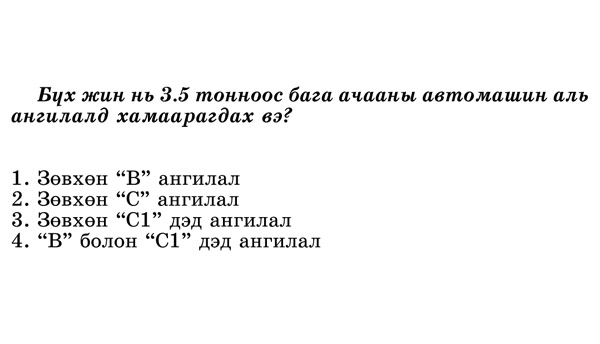 Бүх жин нь 3.5 тонноос бага ачааны автомашин аль
ангилалд хамаарагдах вэ?
1. Зөвхөн “B” ангилал
2. Зөвхөн “C” ангилал
3. Зөвхөн “C1” дэд ангилал
4. “B” болон “C1” дэд ангилал